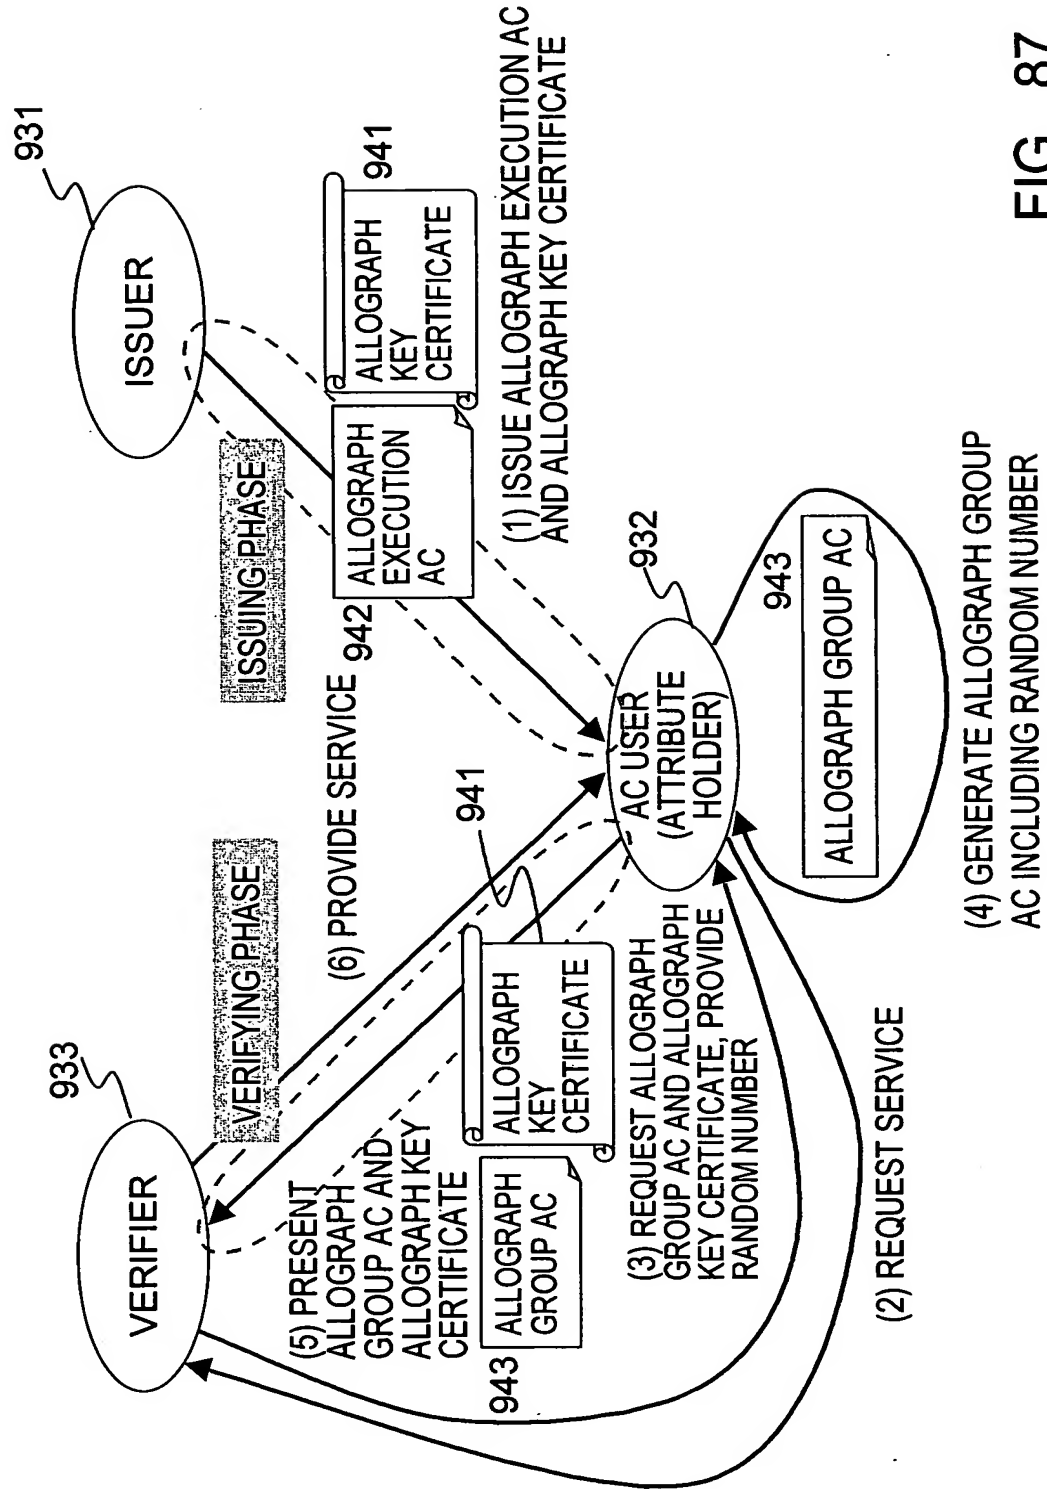 VERIFIER
933
VERIFYING PHASE
ISSUING PHASE
ISSUER
931
(5) PRESENT
ALLOGRAPH
GROUP AC AND
ALLOGRAPH KEY
CERTIFICATE
(6) PROVIDE SERVICE
942
ALLOGRAPH
EXECUTION
AC
ALLOGRAPH
KEY
CERTIFICATE
941
(1) ISSUE ALLOGRAPH EXECUTION AC
AND ALLOGRAPH KEY CERTIFICATE
943
ALLOGRAPH
GROUP AC
ALLOGRAPH
KEY
CERTIFICATE
941
AC USER
(ATTRIBUTE
HOLDER)
932
(3) REQUEST ALLOGRAPH
GROUP AC AND ALLOGRAPH
KEY CERTIFICATE, PROVIDE
RANDOM NUMBER
943
ALLOGRAPH GROUP AC
(2) REQUEST SERVICE
(4) GENERATE ALLOGRAPH GROUP
AC INCLUDING RANDOM NUMBER
FIG. 87